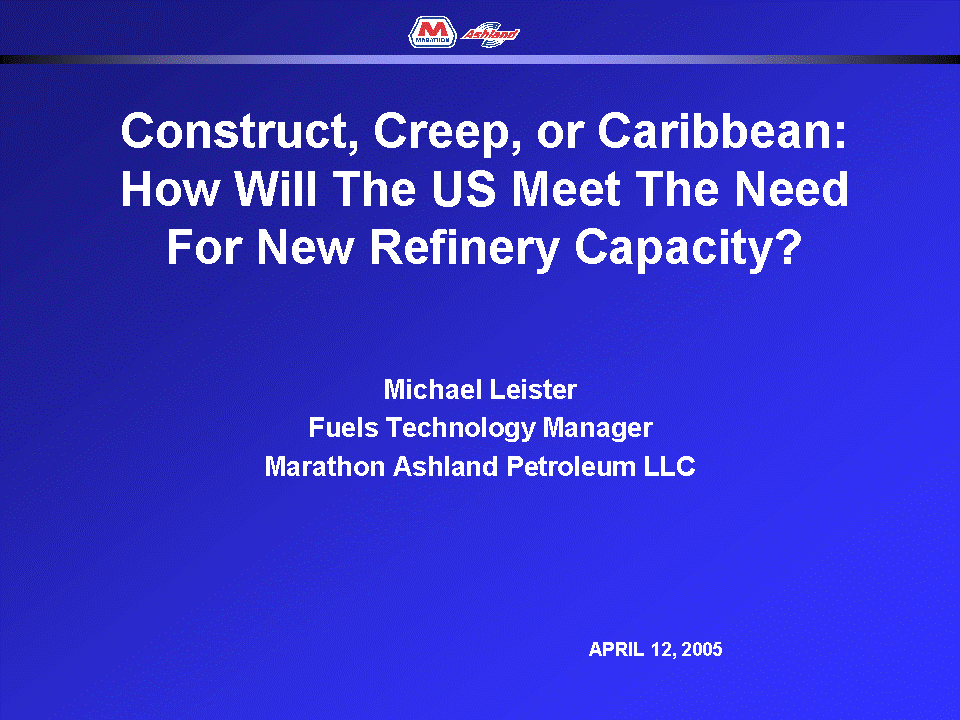 M
MARATHON
Ashland
Construct, Creep, or Caribbean:
How Will The US Meet The Need
For New Refinery Capacity?
Michael Leister
Fuels Technology Manager
Marathon Ashland Petroleum LLC
APRIL 12, 2005